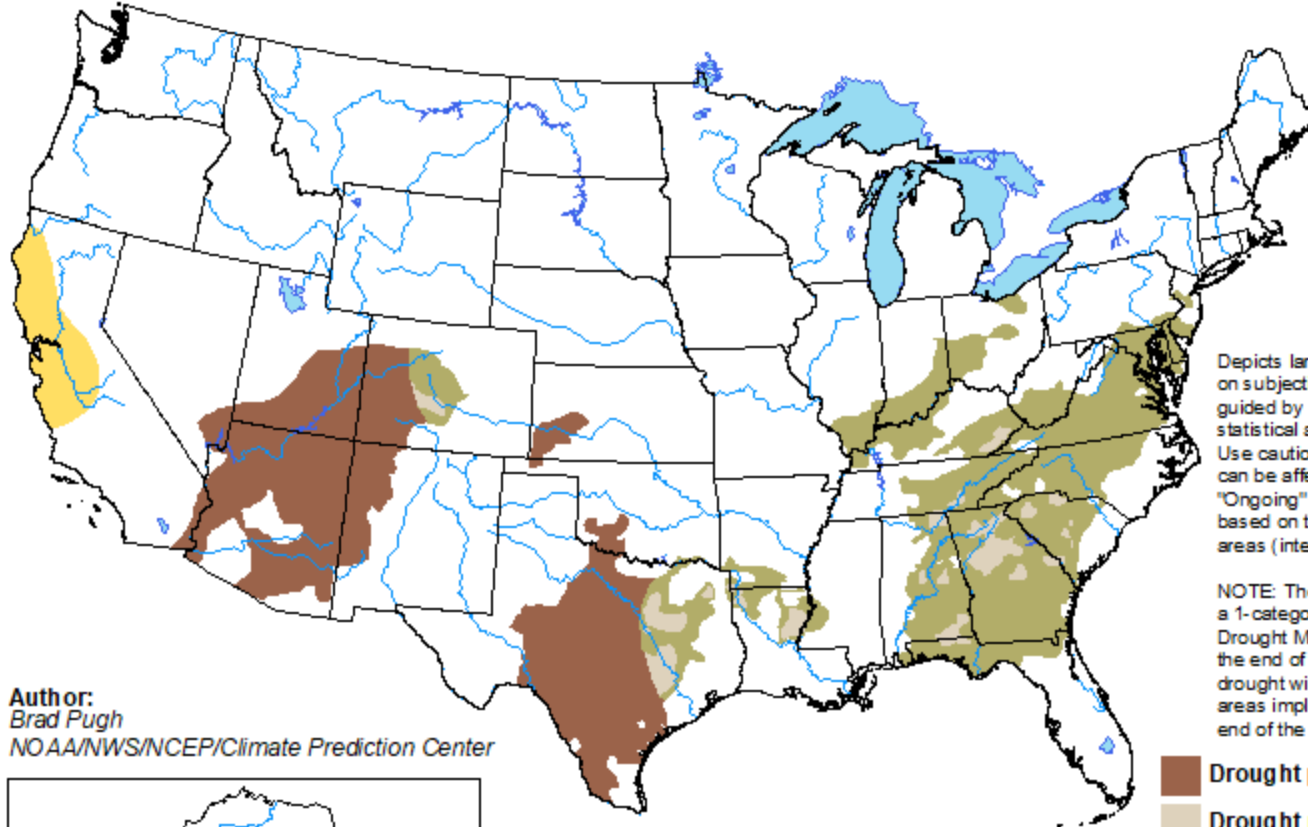 Depicts lar
on subject
guided by
statistical a
Use cautio
can be affe
"Ongoing"
based on t
areas (inte
NOTE: The
a 1-catego
Drought M
the end of
drought wi
areas impl
end of the
Author:
Brad Pugh
NOAA/NWS/NCEP/Climate Prediction Center
Drought
Drought